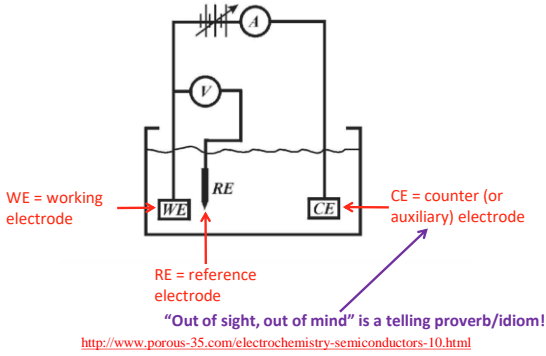 A
V
RE
WE
CE
WE = working
electrode
CE = counter (or
auxiliary) electrode
RE = reference
electrode
“Out of sight, out of mind” is a telling proverb/idiom!
http://www.porous-35.com/electrochemistry-semiconductors-10.html